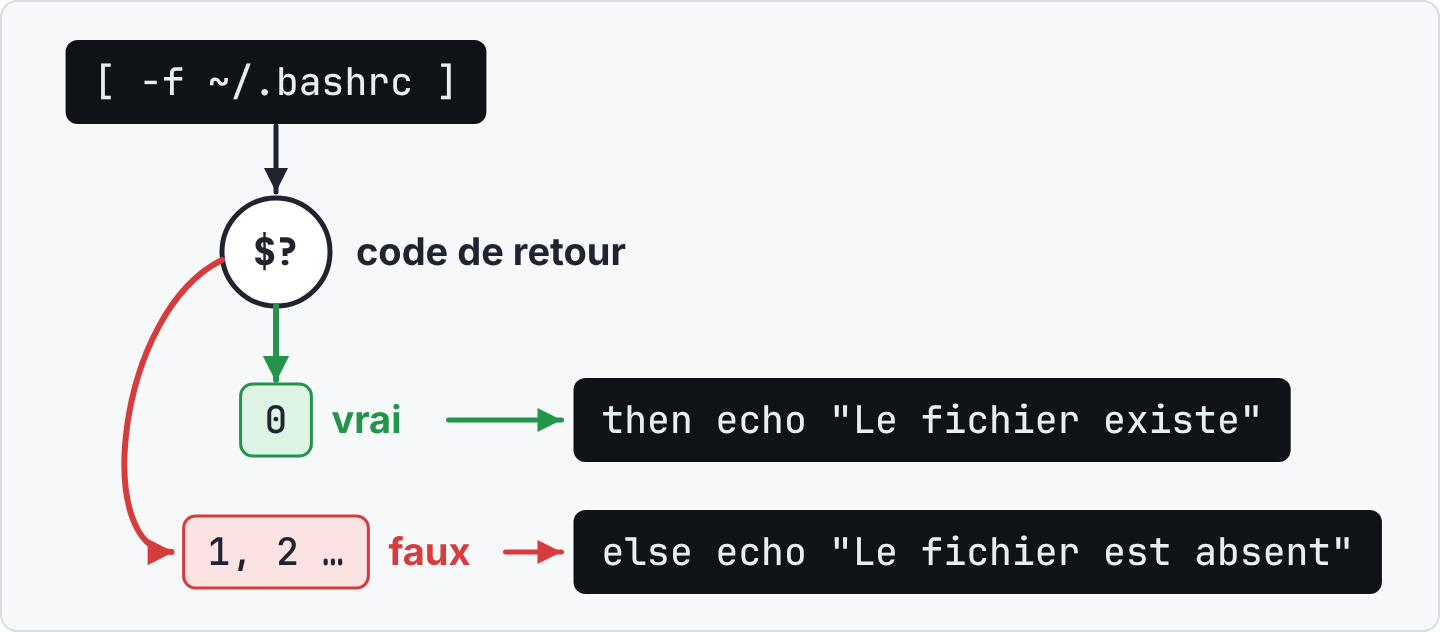 [ -f ~/.bashrc ]
$? code de retour
0 vrai then echo "Le fichier existe"
1, 2 … faux else echo "Le fichier est absent"